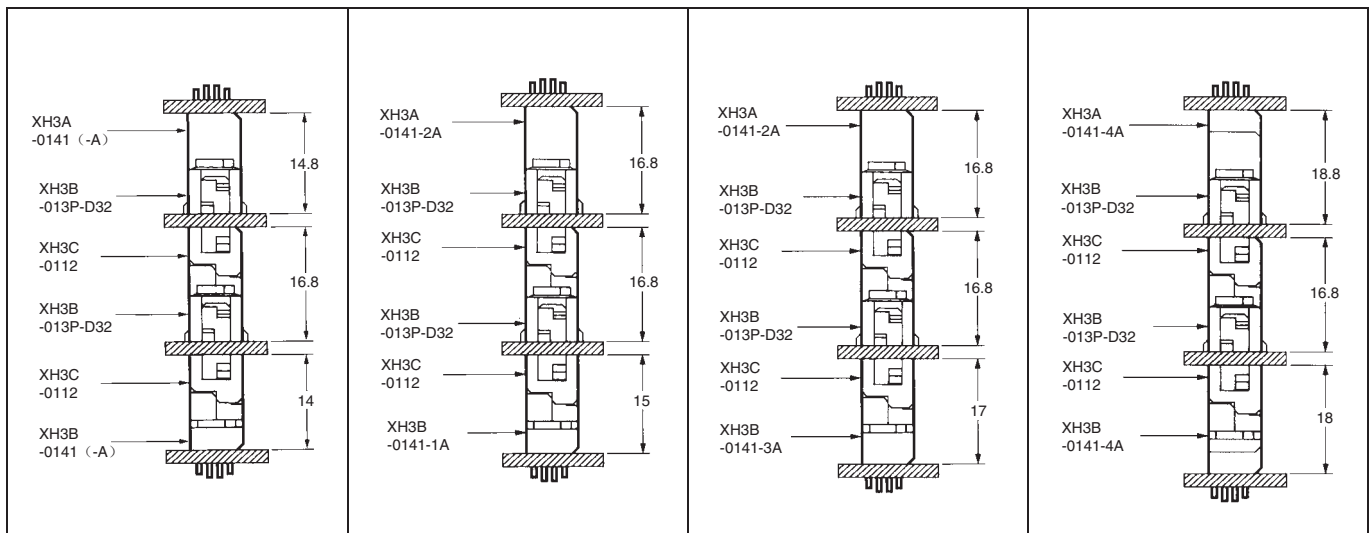 XH3A
-0141 (-A)
14.8
XH3B
-013P-D32
XH3C
-0112
16.8
XH3B
-013P-D32
XH3C
-0112
14
XH3B
-0141 (-A)
XH3A
-0141-2A
16.8
XH3B
-013P-D32
XH3C
-0112
16.8
XH3B
-013P-D32
XH3C
-0112
15
XH3B
-0141-1A
XH3A
-0141-2A
16.8
XH3B
-013P-D32
XH3C
-0112
16.8
XH3B
-013P-D32
XH3C
-0112
17
XH3B
-0141-3A
XH3A
-0141-4A
18.8
XH3B
-013P-D32
XH3C
-0112
16.8
XH3B
-013P-D32
XH3C
-0112
18
XH3B
-0141-4A